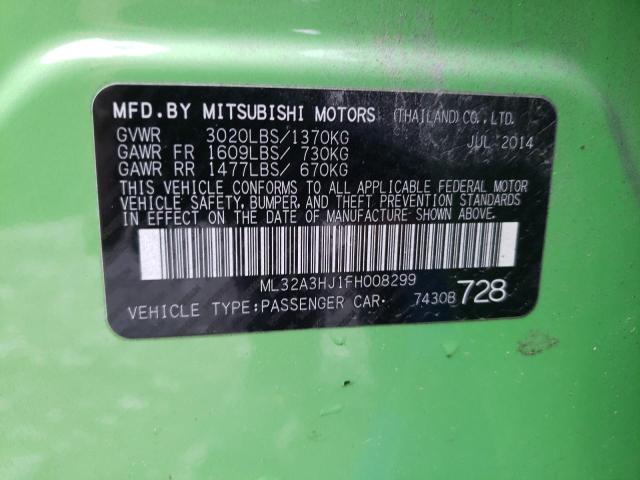 MFD.BY MITSUBISHI MOTORS (THAILAND) CO., LTD.
GVWR 3020LBS/1370KG JUL 2014
GAWR FR 1609LBS/ 730KG
GAWR RR 1477LBS/ 670KG
THIS VEHICLE CONFORMS TO ALL APPLICABLE FEDERAL MOTOR
VEHICLE SAFETY, BUMPER, AND THEFT PREVENTION STANDARDS
IN EFFECT ON THE DATE OF MANUFACTURE SHOWN ABOVE.
ML32A3HJ1FH008299
VEHICLE TYPE:PASSENGER CAR· 7430B 728